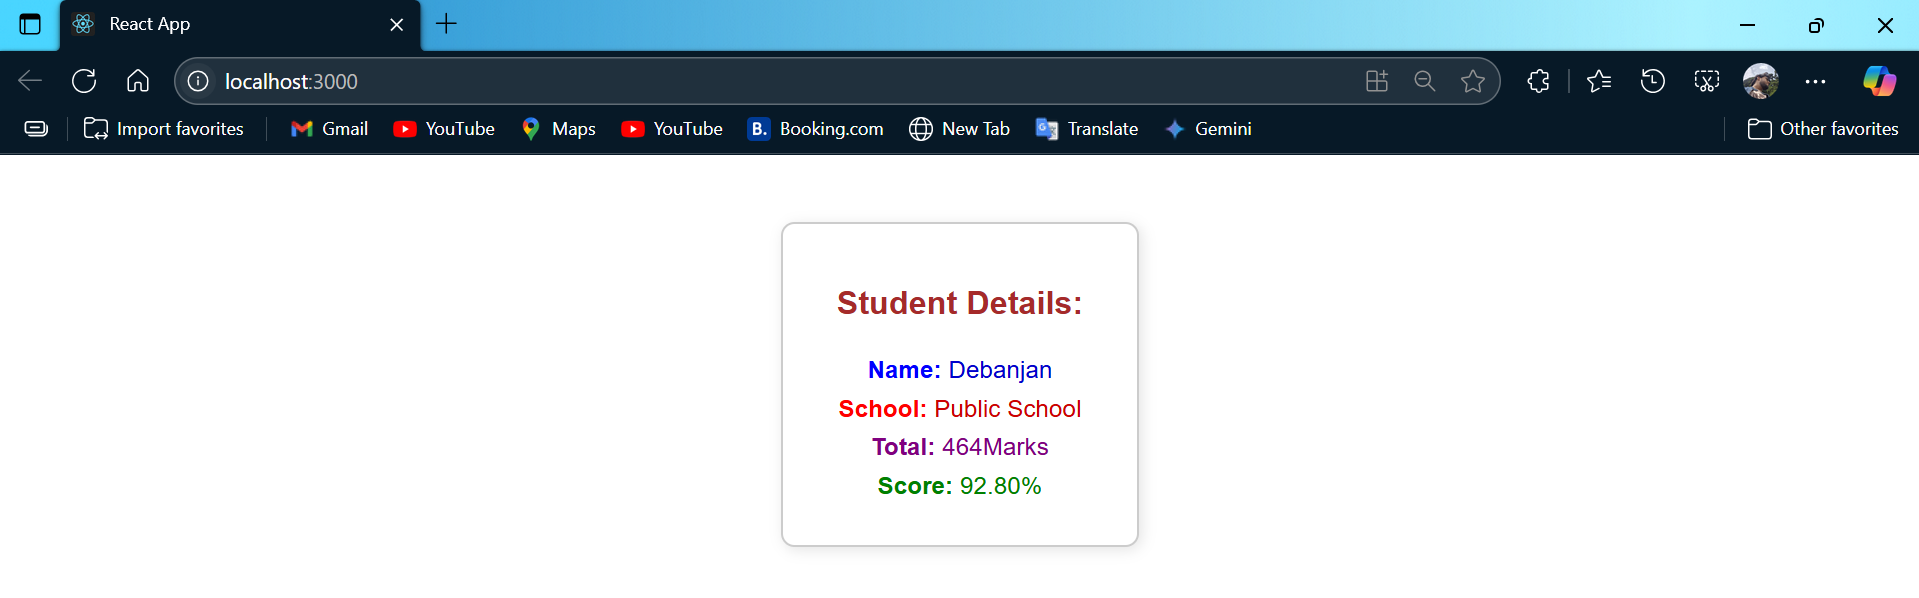 React App
localhost:3000
Import favorites Gmail YouTube Maps YouTube B. Booking.com New Tab Translate Gemini Other favorites
Student Details:
Name: Debanjan
School: Public School
Total: 464Marks
Score: 92.80%